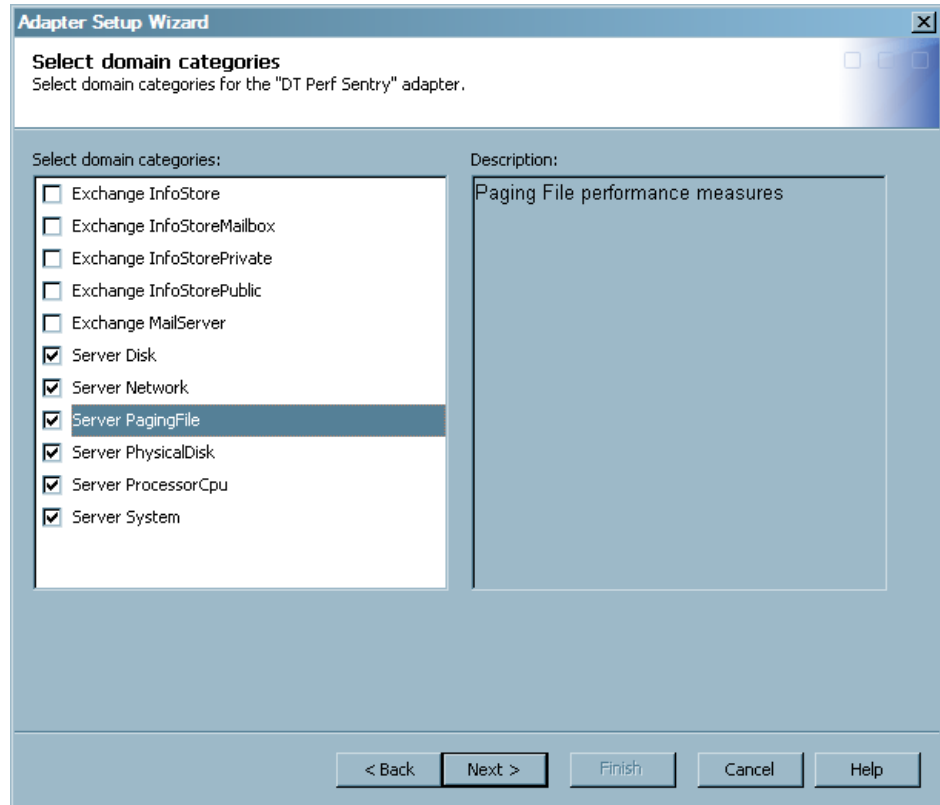 Adapter Setup Wizard
Select domain categories
Select domain categories for the "DT Perf Sentry" adapter.
Select domain categories:
Exchange InfoStore
Exchange InfoStoreMailbox
Exchange InfoStorePrivate
Exchange InfoStorePublic
Exchange MailServer
Server Disk
Server Network
Server PagingFile
Server PhysicalDisk
Server ProcessorCpu
Server System
Description:
Paging File performance measures
< Back
Next >
Finish
Cancel
Help